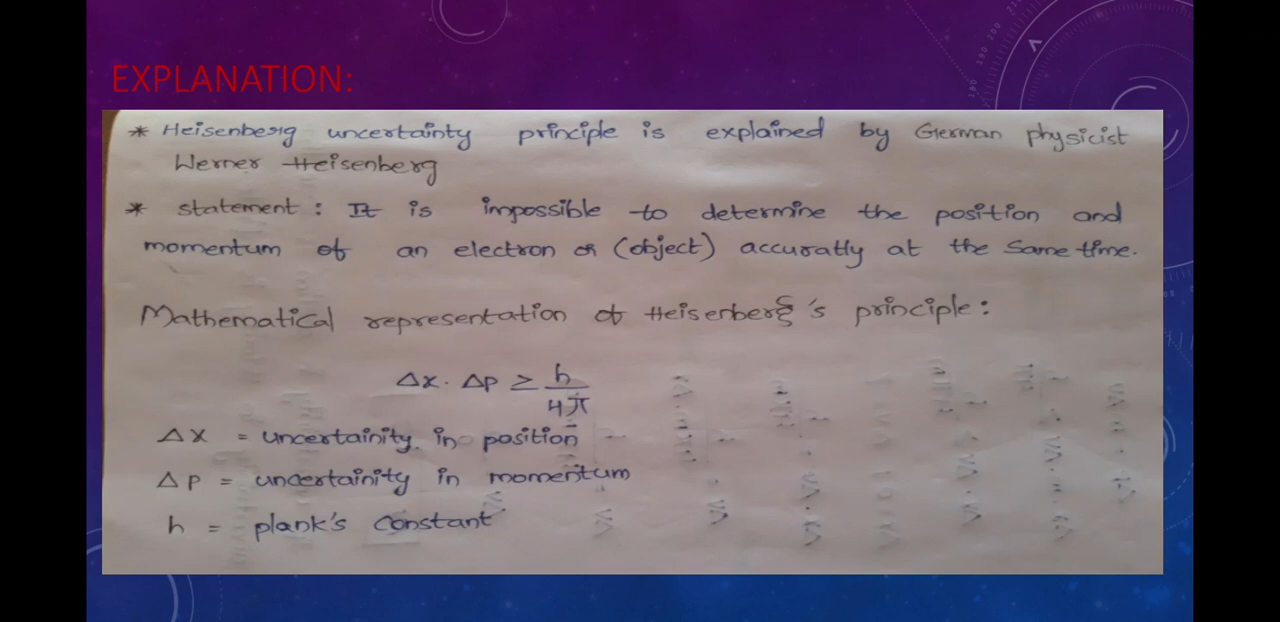 EXPLANATION:
* Heisenberg uncertainty principle is explained by German physicist
Werner Heisenberg
* statement : It is impossible to determine the position and
momentum of an electron or (object) accuratly at the same time.
Mathematical representation of Heisenberg's principle :
Δx . Δp ≥ h/4π
Δx = uncertainity in position
Δp = uncertainity in momentum
h = plank's constant